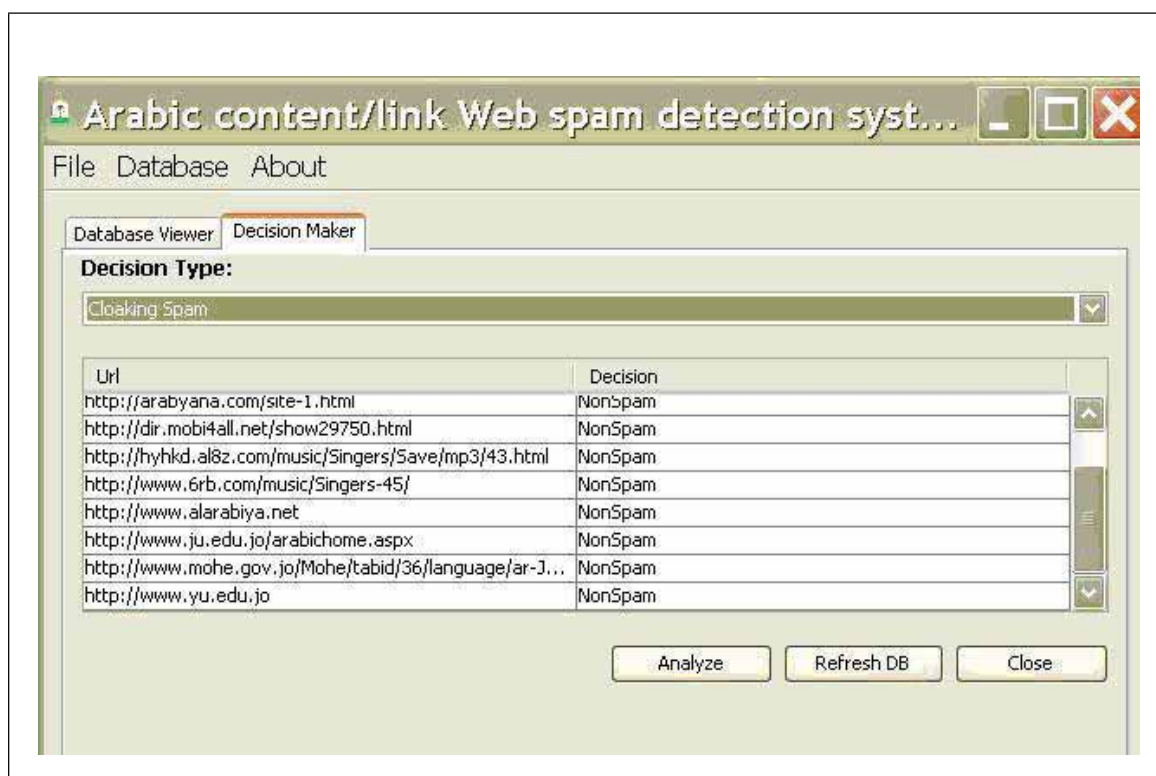 Arabic content/link Web spam detection syst...
File Database About
Database Viewer Decision Maker
Decision Type:
Cloaking Spam
Url Decision
http://arabyana.com/site-1.html NonSpam
http://dir.mobi4all.net/show29750.html NonSpam
http://hyhkd.al8z.com/music/Singers/Save/mp3/43.html NonSpam
http://www.6rb.com/music/Singers-45/ NonSpam
http://www.alarabiya.net NonSpam
http://www.ju.edu.jo/arabichome.aspx NonSpam
http://www.mohe.gov.jo/Mohe/tabid/36/language/ar-J... NonSpam
http://www.yu.edu.jo NonSpam
Analyze Refresh DB Close